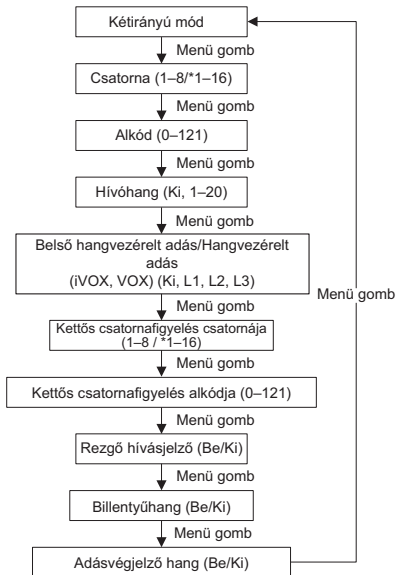 Kétirányú mód
Menü gomb
Csatorna (1–8/*1–16)
Menü gomb
Alkód (0–121)
Menü gomb
Hívóhang (Ki, 1–20)
Menü gomb
Belső hangvezérelt adás/Hangvezérelt
adás
(iVOX, VOX) (Ki, L1, L2, L3)
Menü gomb
Menü gomb
Kettős csatornafigyelés csatornája
(1–8 / *1–16)
Menü gomb
Kettős csatornafigyelés alkódja (0–121)
Menü gomb
Rezgő hívásjelző (Be/Ki)
Menü gomb
Billentyűhang (Be/Ki)
Menü gomb
Adásvégjelző hang (Be/Ki)